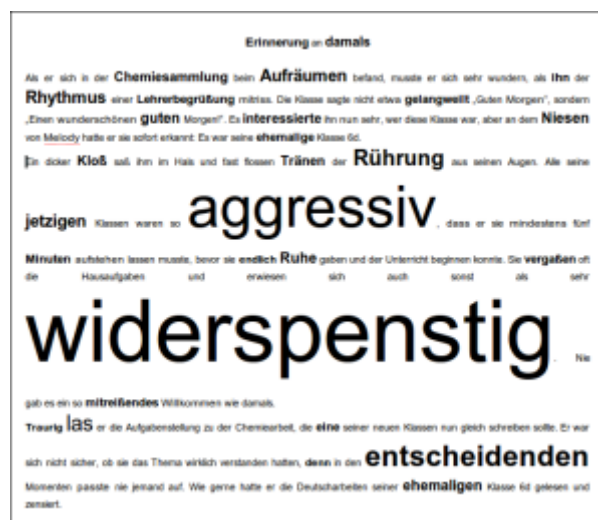 Erinnerung an damals
Als er sich in der Chemiesammlung beim Aufräumen befand, musste er sich sehr wundern, als ihn der
Rhythmus einer Lehrerbegrüßung mitriss. Die Klasse sagte nicht etwa gelangweilt „Guten Morgen", sondern
„Einen wunderschönen guten Morgen!". Es interessierte ihn nun sehr, wer diese Klasse war, aber an dem Niesen
von Melody hatte er sie sofort erkannt: Es war seine ehemalige Klasse 6d.
Ein dicker Kloß saß ihm im Hals und fast flossen Tränen der Rührung aus seinen Augen. Alle seine
jetzigen Klassen waren so aggressiv, dass er sie mindestens fünf
Minuten aufstehen lassen musste, bevor sie endlich Ruhe gaben und der Unterricht beginnen konnte. Sie vergaßen oft
die Hausaufgaben und erwiesen sich auch sonst als sehr
widerspenstig. Nie
gab es ein so mitreißendes Willkommen wie damals.
Traurig las er die Aufgabenstellung zu der Chemiearbeit, die eine seiner neuen Klassen nun gleich schreiben sollte. Er war
sich nicht sicher, ob sie das Thema wirklich verstanden hatten, denn in den entscheidenden
Momenten passte nie jemand auf. Wie gerne hatte er die Deutscharbeiten seiner ehemaligen Klasse 6d gelesen und
zensiert.